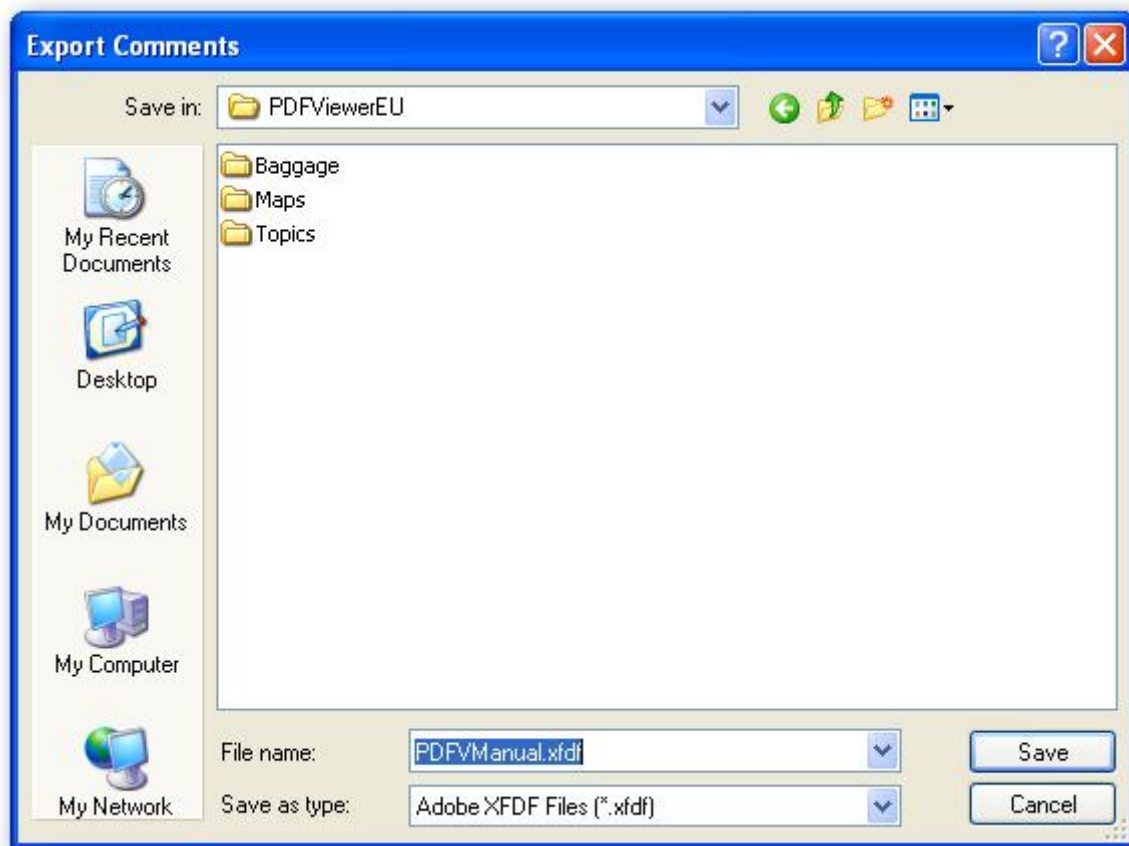 Export Comments
Save in:
PDFViewerEU
Baggage
Maps
Topics
My Recent
Documents
Desktop
My Documents
My Computer
My Network
File name:
PDFVManual.xfdf
Save
Save as type:
Adobe XFDF Files (*.xfdf)
Cancel